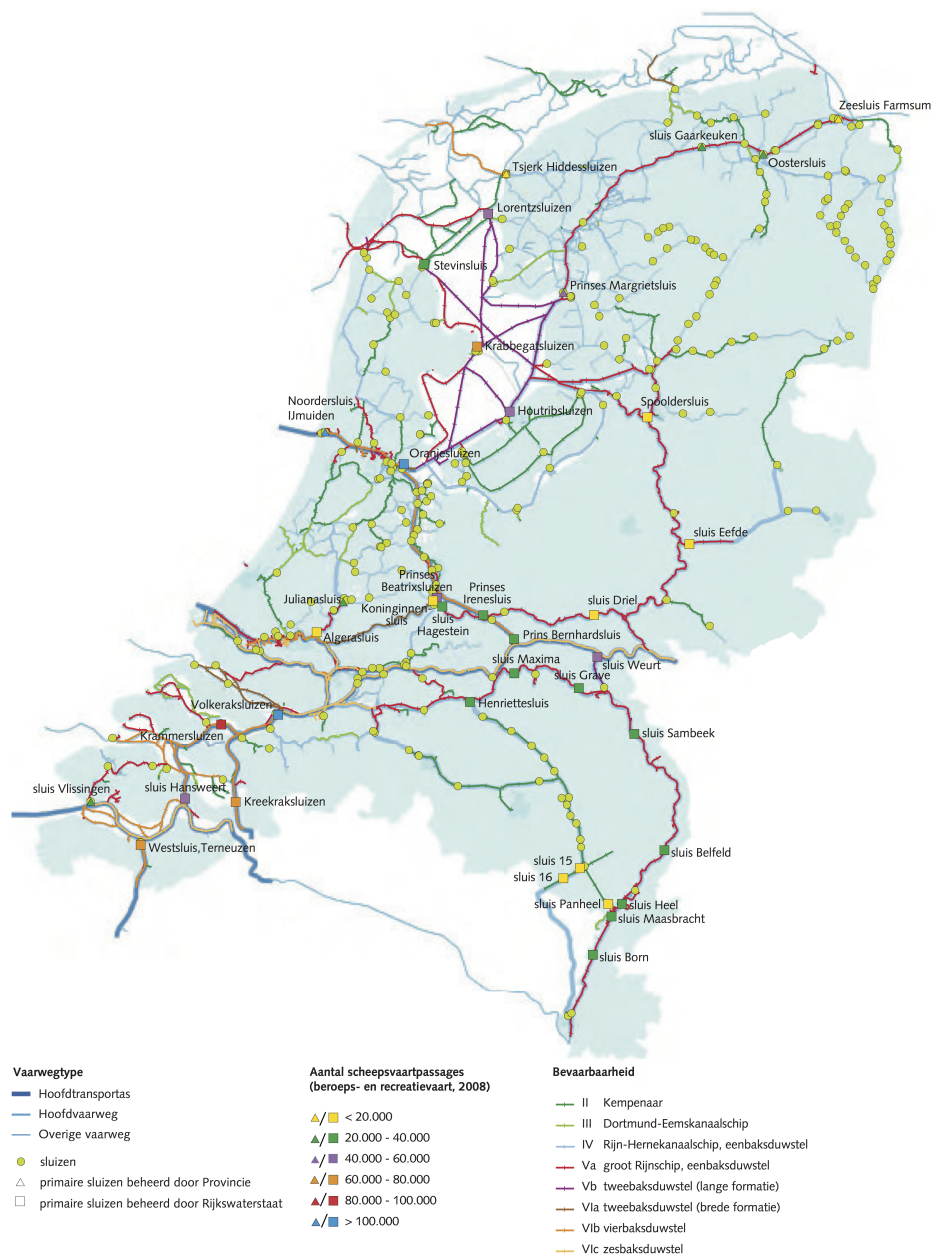 Zeesluis Farmsum
sluis Gaarkeuken
Oostersluis
Tsjerk Hiddessluizen
Lorentzsluizen
Stevinsluis
Prinses Margrietsluis
Krabbegatsluizen
Noordersluis,
IJmuiden
Houtribsluizen
Spooldersluis
Oranjesluizen
sluis Eefde
Prinses
Beatrixsluizen
Prinses
Irenesluis
Julianasluis
Koninginnen
sluis
sluis
Hagestein
sluis Driel
Algerasluis
Prins Bernhardsluis
sluis Maxima
sluis Weurt
sluis Grave
Volkeraksluizen
Henriettesluis
Krammersluizen
sluis Sambeek
sluis Vlissingen
sluis Hansweert
Kreekraksluizen
Westsluis,Terneuzen
sluis Belfeld
sluis 15
sluis 16
sluis Panheel
sluis Heel
sluis Maasbracht
sluis Born
Vaarwegtype
Hoofdtransportas
Hoofdvaarweg
Overige vaarweg
sluizen
primaire sluizen beheerd door Provincie
primaire sluizen beheerd door Rijkswaterstaat
Aantal scheepsvaartpassages
(beroeps- en recreatievaart, 2008)
/ < 20.000
/ 20.000 - 40.000
/ 40.000 - 60.000
/ 60.000 - 80.000
/ 80.000 - 100.000
/ > 100.000
Bevaarbaarheid
II Kempenaar
III Dortmund-Eemskanaalschip
IV Rijn-Hernekanaalschip, eenbaksduwstel
Va groot Rijnschip, eenbaksduwstel
Vb tweebaksduwstel (lange formatie)
VIa tweebaksduwstel (brede formatie)
VIb vierbaksduwstel
VIc zesbaksduwstel